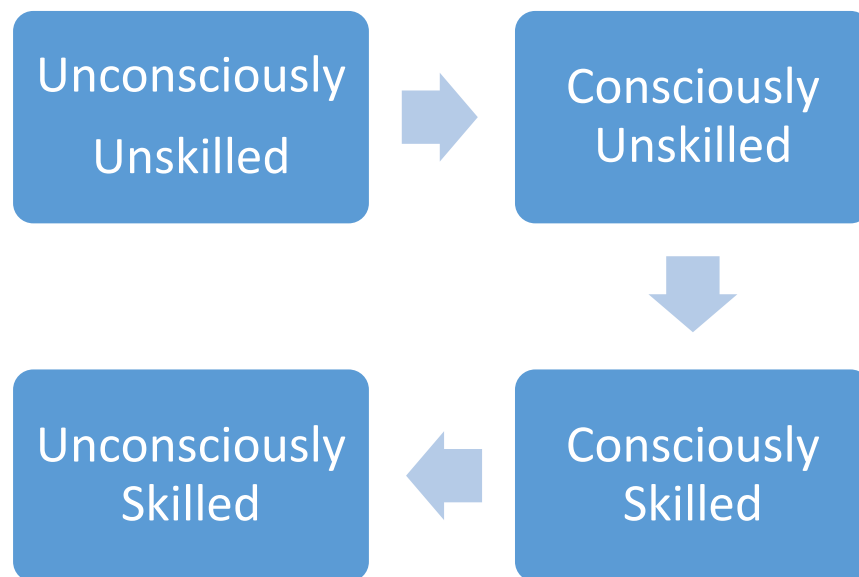 Unconsciously
Unskilled
Consciously
Unskilled
Consciously
Skilled
Unconsciously
Skilled